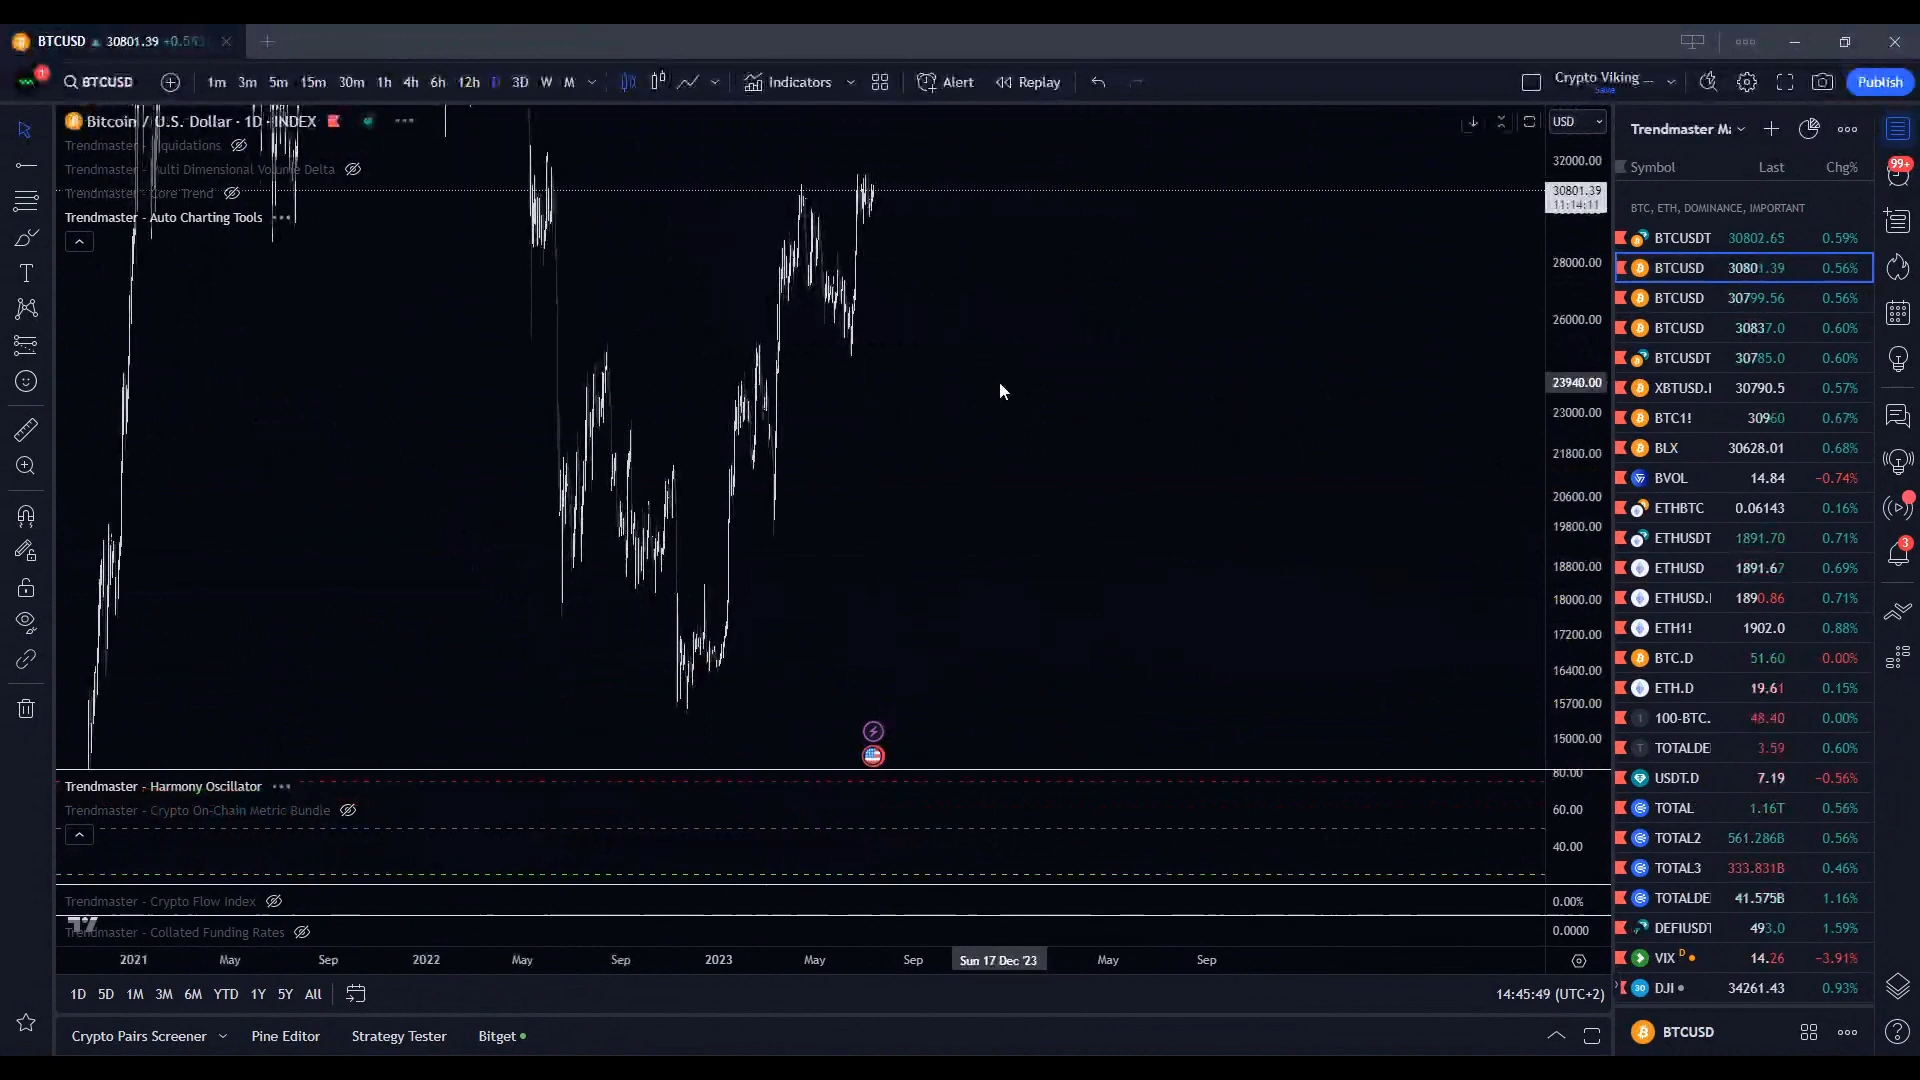 BTCUSD 30801.39 +0.56
BTCUSD 1m 3m 5m 15m 30m 1h 4h 6h 12h D 3D W M Indicators Alert Replay Crypto Viking Save Publish
Bitcoin / U.S. Dollar · 1D · INDEX
USD
Trendmaster - Liquidations
Trendmaster - Multi Dimensional Volume Delta
Trendmaster - Core Trend
Trendmaster - Auto Charting Tools
32000.00
30801.39
11:14:11
28000.00
26000.00
23940.00
23000.00
21800.00
20600.00
19800.00
18800.00
18000.00
17200.00
16400.00
15700.00
15000.00
Trendmaster - Harmony Oscillator
Trendmaster - Crypto On-Chain Metric Bundle
80.00
60.00
40.00
Trendmaster - Crypto Flow Index
0.00%
Trendmaster - Collated Funding Rates
0.0000
2021 May Sep 2022 May Sep 2023 May Sep Sun 17 Dec '23 May Sep
1D 5D 1M 3M 6M YTD 1Y 5Y All
14:45:49 (UTC+2)
Crypto Pairs Screener Pine Editor Strategy Tester Bitget
Trendmaster
Symbol Last Chg%
BTC, ETH, DOMINANCE, IMPORTANT
BTCUSDT 30802.65 0.59%
BTCUSD 30801.39 0.56%
BTCUSD 30799.56 0.56%
BTCUSD 30837.0 0.60%
BTCUSDT 30785.0 0.60%
XBTUSD. 30790.5 0.57%
BTC1! 30960 0.67%
BLX 30628.01 0.68%
BVOL 14.84 −0.74%
ETHBTC 0.06143 0.16%
ETHUSDT 1891.70 0.71%
ETHUSD 1891.67 0.69%
ETHUSD. 1890.86 0.71%
ETH1! 1902.0 0.88%
BTC.D 51.60 −0.00%
ETH.D 19.61 0.15%
100-BTC. 48.40 0.00%
TOTALDE 3.59 0.60%
USDT.D 7.19 −0.56%
TOTAL 1.16T 0.56%
TOTAL2 561.286B 0.56%
TOTAL3 333.831B 0.46%
TOTALDE 41.575B 1.16%
DEFIUSDT 493.0 1.59%
VIX D 14.26 −3.91%
DJI 34261.43 0.93%
BTCUSD
99+
3
1